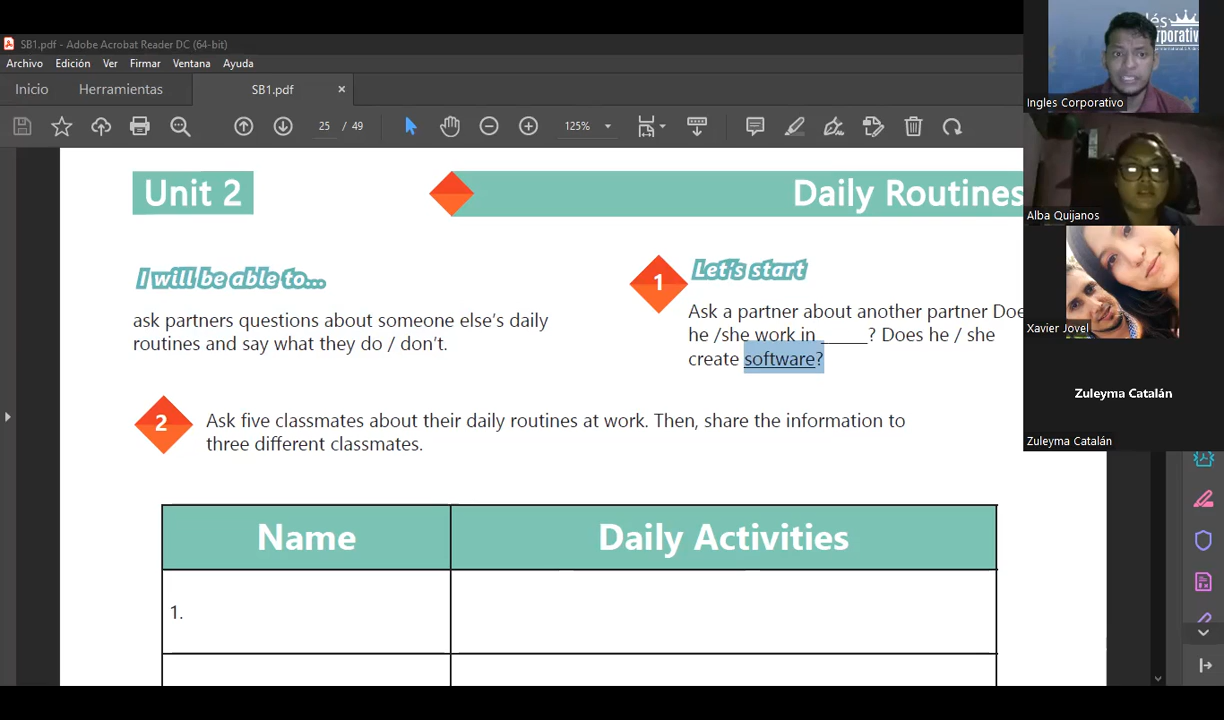 SB1.pdf - Adobe Acrobat Reader DC (64-bit)
Archivo Edición Ver Firmar Ventana Ayuda
Inicio Herramientas SB1.pdf ×
25 / 49 125%
Unit 2
Daily Routines
I will be able to...
ask partners questions about someone else's daily
routines and say what they do / don't.
1
Let's start
Ask a partner about another partner Doe
he /she work in _____? Does he / she
create software?
2
Ask five classmates about their daily routines at work. Then, share the information to
three different classmates.
Name Daily Activities
1.
Ingles Corporativo
Alba Quijanos
Xavier Jovel
Zuleyma Catalán
Zuleyma Catalán